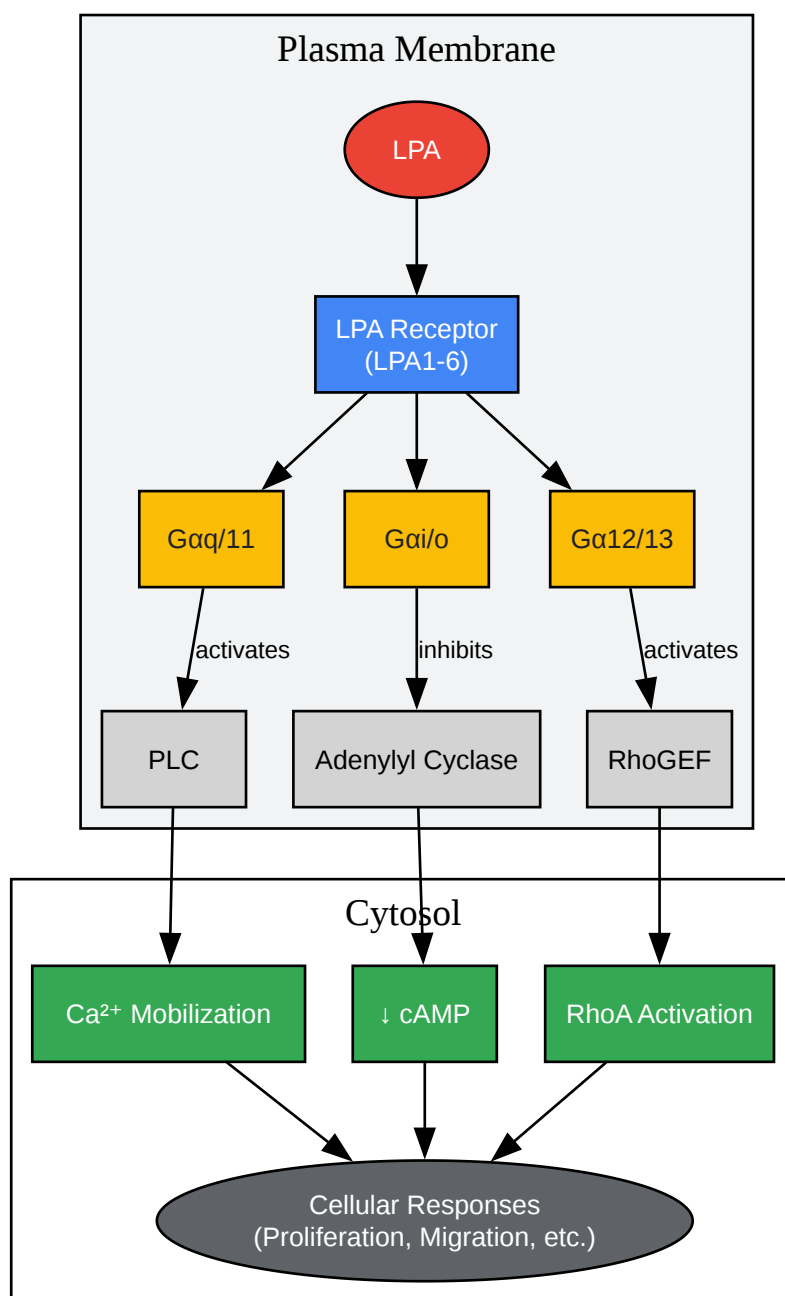 Plasma Membrane
LPA
LPA Receptor
(LPA1-6)
Gαq/11
Gαi/o
Gα12/13
activates
inhibits
activates
PLC
Adenylyl Cyclase
RhoGEF
Cytosol
Ca²⁺ Mobilization
↓ cAMP
RhoA Activation
Cellular Responses
(Proliferation, Migration, etc.)